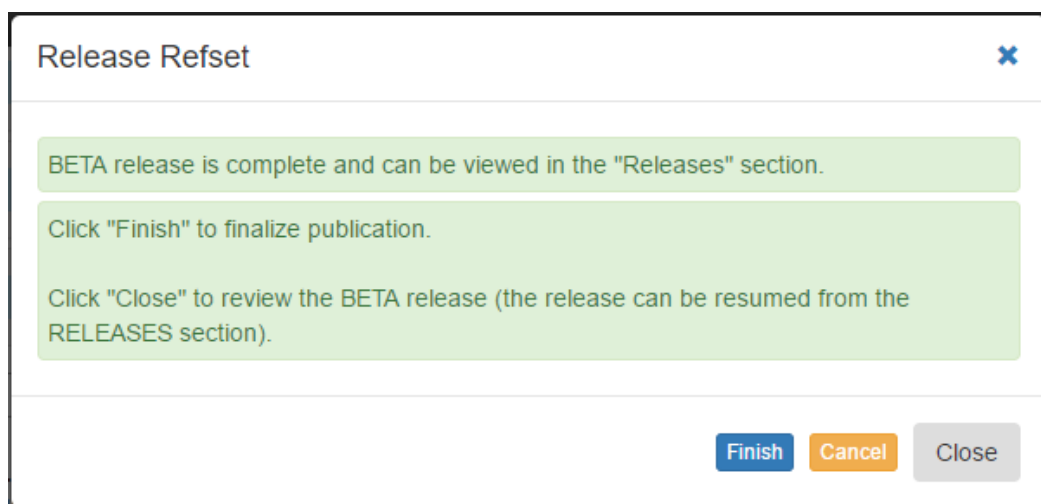 Release Refset
BETA release is complete and can be viewed in the "Releases" section.
Click "Finish" to finalize publication.
Click "Close" to review the BETA release (the release can be resumed from the
RELEASES section).
Finish Cancel Close